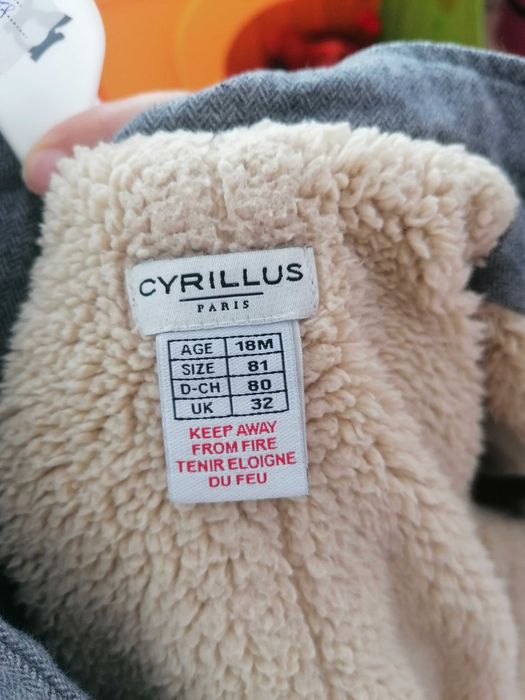 CYRILLUS
PARIS
AGE 18M
SIZE 81
D-CH 80
UK 32
KEEP AWAY
FROM FIRE
TENIR ELOIGNE
DU FEU